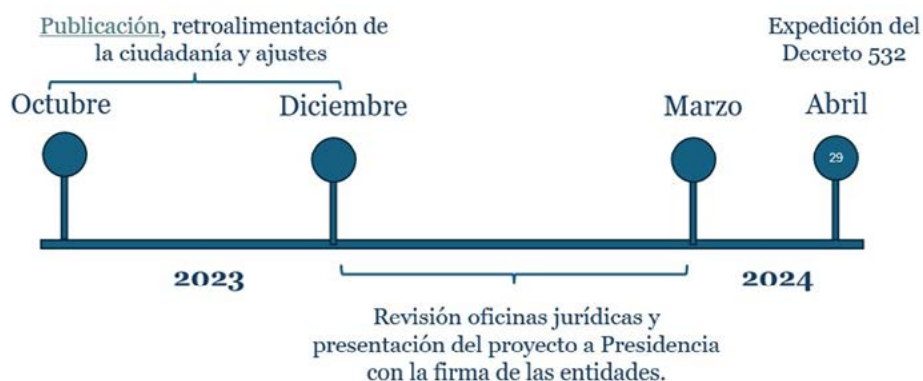 Publicación, retroalimentación de
la ciudadanía y ajustes
Expedición del
Decreto 532
Octubre
Diciembre
Marzo
Abril
29
2023
2024
Revisión oficinas jurídicas y
presentación del proyecto a Presidencia
con la firma de las entidades.